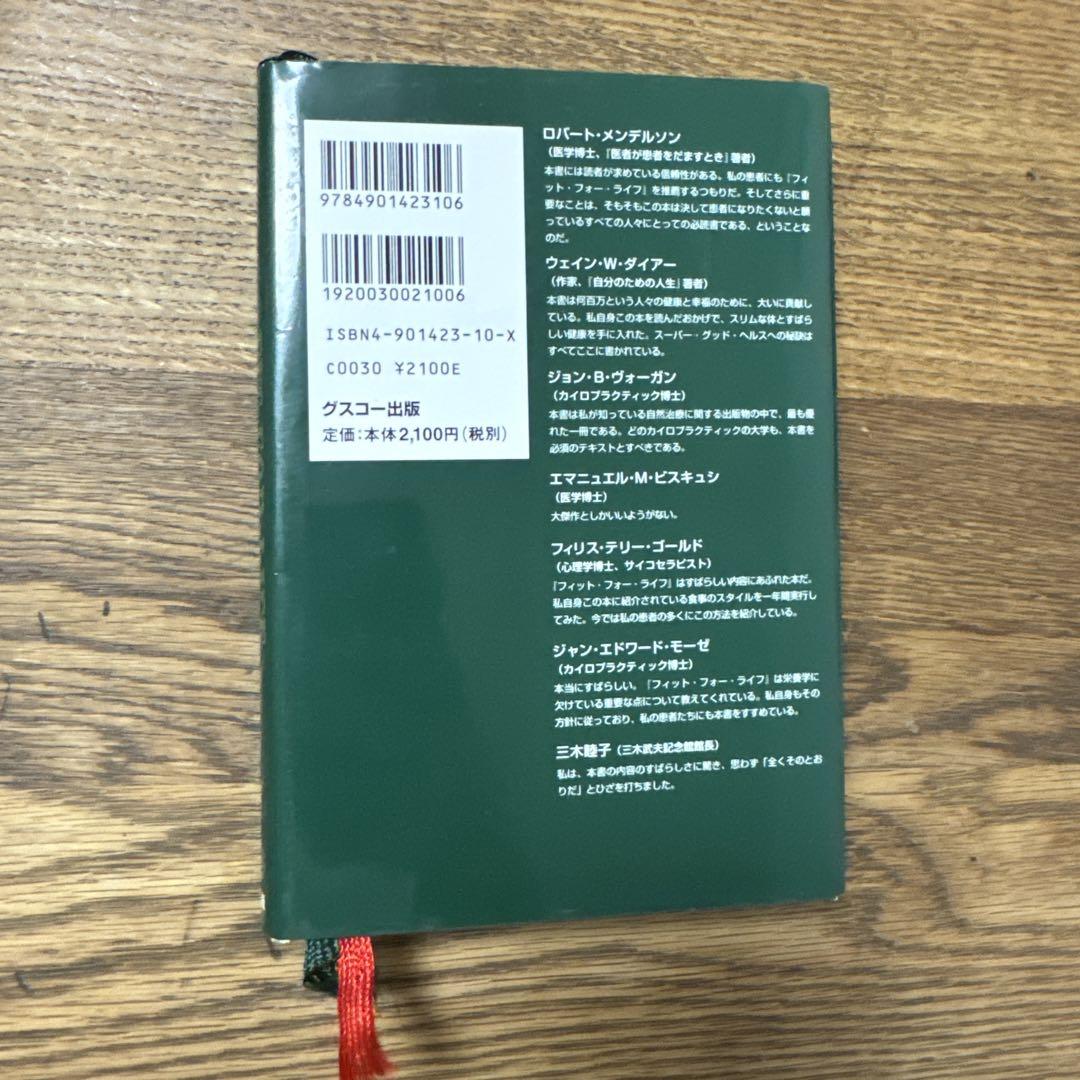 9784901423106
1920030021006
ISBN4-901423-10-X
C0030 ¥2100E
グスコー出版
定価:本体2,100円(税別)
ロバート・メンデルソン
(医学博士、『医者が患者をだますとき』著者)
本書には読者が求めている信頼性がある。私の患者にも『フィ
ット・フォー・ライフ』を推薦するつもりだ。そしてさらに重
要なことは、そもそもこの本は決して患者になりたくないと願
っているすべての人々にとっての必読書である、ということな
のだ。
ウェイン・W・ダイアー
(作家、『自分のための人生』著者)
本書は何百万という人々の健康と幸福のために、大いに貢献し
ている。私自身この本を読んだおかげで、スリムな体とすばら
しい健康を手に入れた。スーパー・グッド・ヘルスへの秘訣は
すべてここに書かれている。
ジョン・B・ヴォーガン
(カイロプラクティック博士)
本書は私が知っている自然治療に関する出版物の中で、最も優
れた一冊である。どのカイロプラクティックの大学も、本書を
必須のテキストとすべきである。
エマニュエル・M・ビスキュシ
(医学博士)
大傑作としかいいようがない。
フィリス・テリー・ゴールド
(心理学博士、サイコセラピスト)
『フィット・フォー・ライフ』はすばらしい内容にあふれた本だ。
私自身この本に紹介されている食事のスタイルを一年間実行し
てみた。今では私の患者の多くにこの方法を紹介している。
ジャン・エドワード・モーゼ
(カイロプラクティック博士)
本当にすばらしい。『フィット・フォー・ライフ』は栄養学に
欠けている重要な点について教えてくれている。私自身もその
方針に従っており、私の患者たちにも本書をすすめている。
三木睦子(三木武夫記念館館長)
私は、本書の内容のすばらしさに驚き、思わず「全くそのとお
りだ」とひざを打ちました。